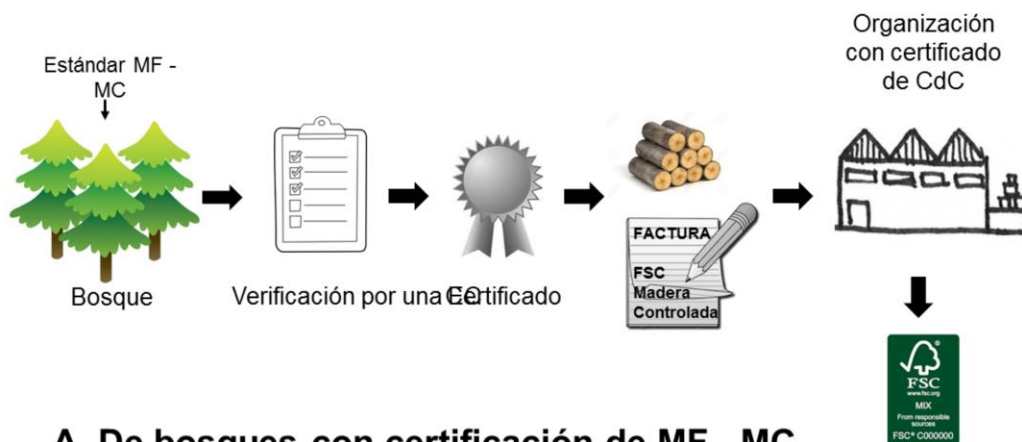 Estándar MF -
MC
Bosque
Verificación por una EC
Certificado
FACTURA
FSC
Madera
Controlada
Organización
con certificado
de CdC
FSC
www.fsc.org
MIX
From responsible
sources
FSC® C000000
A. De bosques con certificación de MF - MC